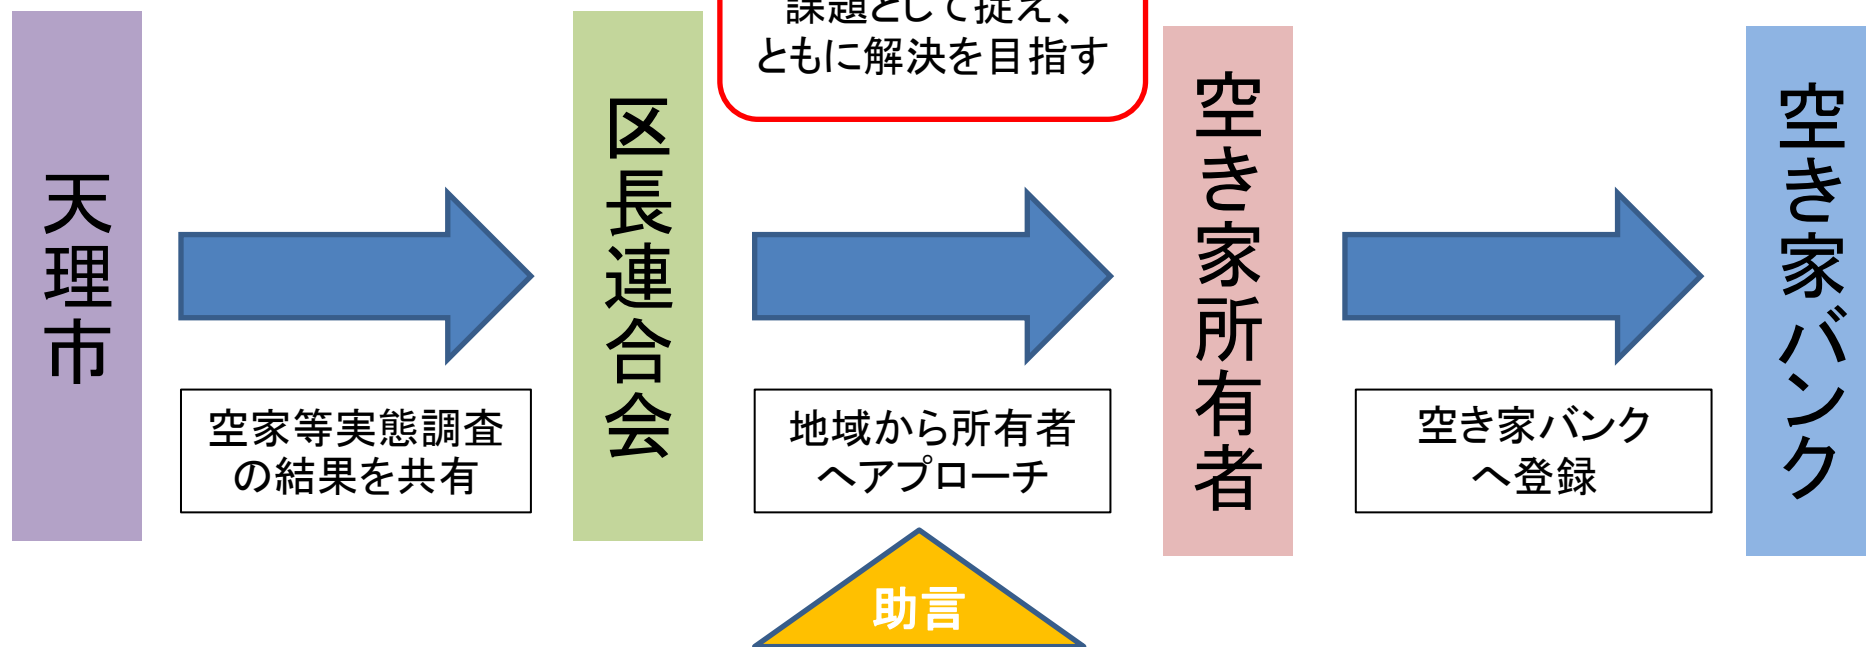 課題として捉え、
ともに解決を目指す
天理市
区長連合会
空き家所有者
空き家バンク
空家等実態調査
の結果を共有
地域から所有者
へアプローチ
空き家バンク
へ登録
助言